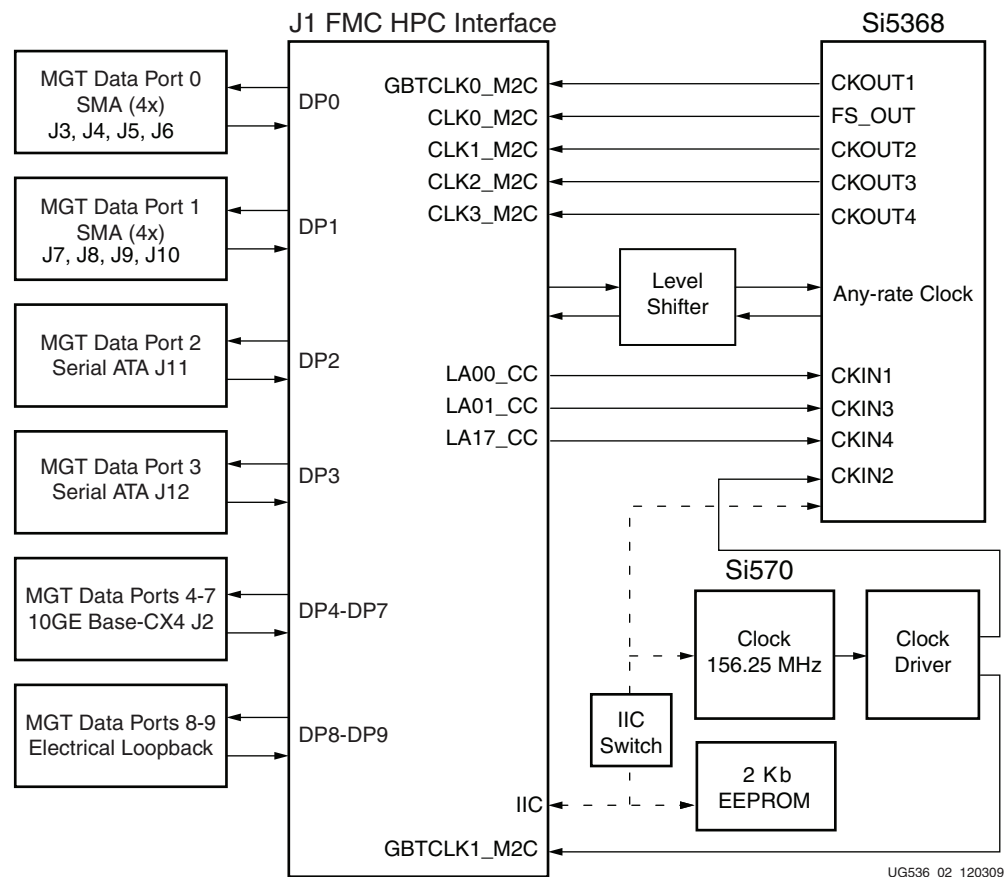 J1 FMC HPC Interface
Si5368
MGT Data Port 0
SMA (4x)
J3, J4, J5, J6
DP0
MGT Data Port 1
SMA (4x)
J7, J8, J9, J10
DP1
MGT Data Port 2
Serial ATA J11
DP2
MGT Data Port 3
Serial ATA J12
DP3
MGT Data Ports 4-7
10GE Base-CX4 J2
DP4-DP7
MGT Data Ports 8-9
Electrical Loopback
DP8-DP9
GBTCLK0_M2C
CLK0_M2C
CLK1_M2C
CLK2_M2C
CLK3_M2C
LA00_CC
LA01_CC
LA17_CC
IIC
GBTCLK1_M2C
Level
Shifter
CKOUT1
FS_OUT
CKOUT2
CKOUT3
CKOUT4
Any-rate Clock
CKIN1
CKIN3
CKIN4
CKIN2
Si570
Clock
156.25 MHz
Clock
Driver
IIC
Switch
2 Kb
EEPROM
UG536_02_120309